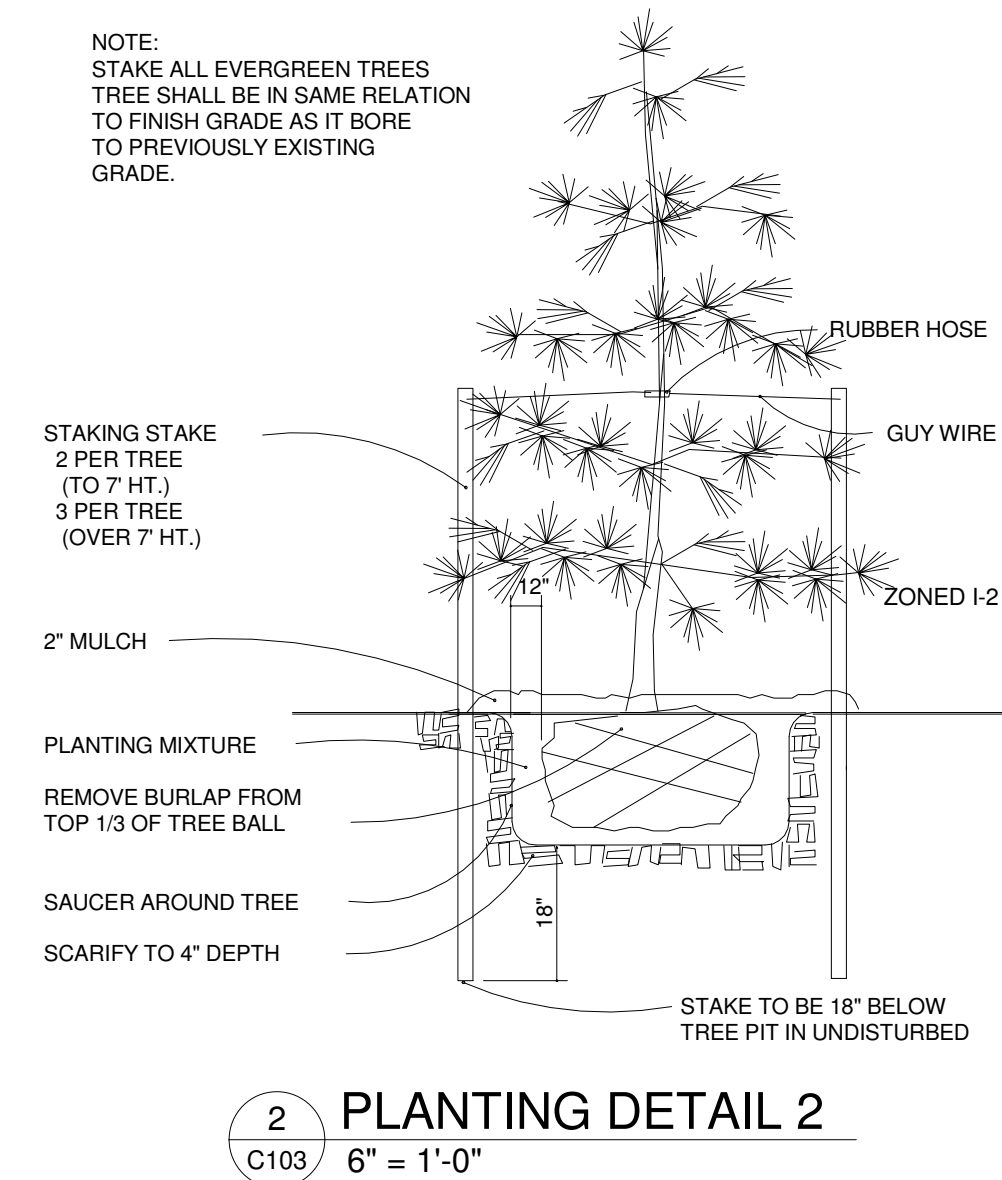 NOTE:
STAKE ALL EVERGREEN TREES
TREE SHALL BE IN SAME RELATION
TO FINISH GRADE AS IT BORE
TO PREVIOUSLY EXISTING
GRADE.
RUBBER HOSE
GUY WIRE
STAKING STAKE
2 PER TREE
(TO 7' HT.)
3 PER TREE
(OVER 7' HT.)
12"
ZONED I-2
2" MULCH
PLANTING MIXTURE
REMOVE BURLAP FROM
TOP 1/3 OF TREE BALL
SAUCER AROUND TREE
18"
SCARIFY TO 4" DEPTH
STAKE TO BE 18" BELOW
TREE PIT IN UNDISTURBED
2
C103
PLANTING DETAIL 2
6" = 1'-0"